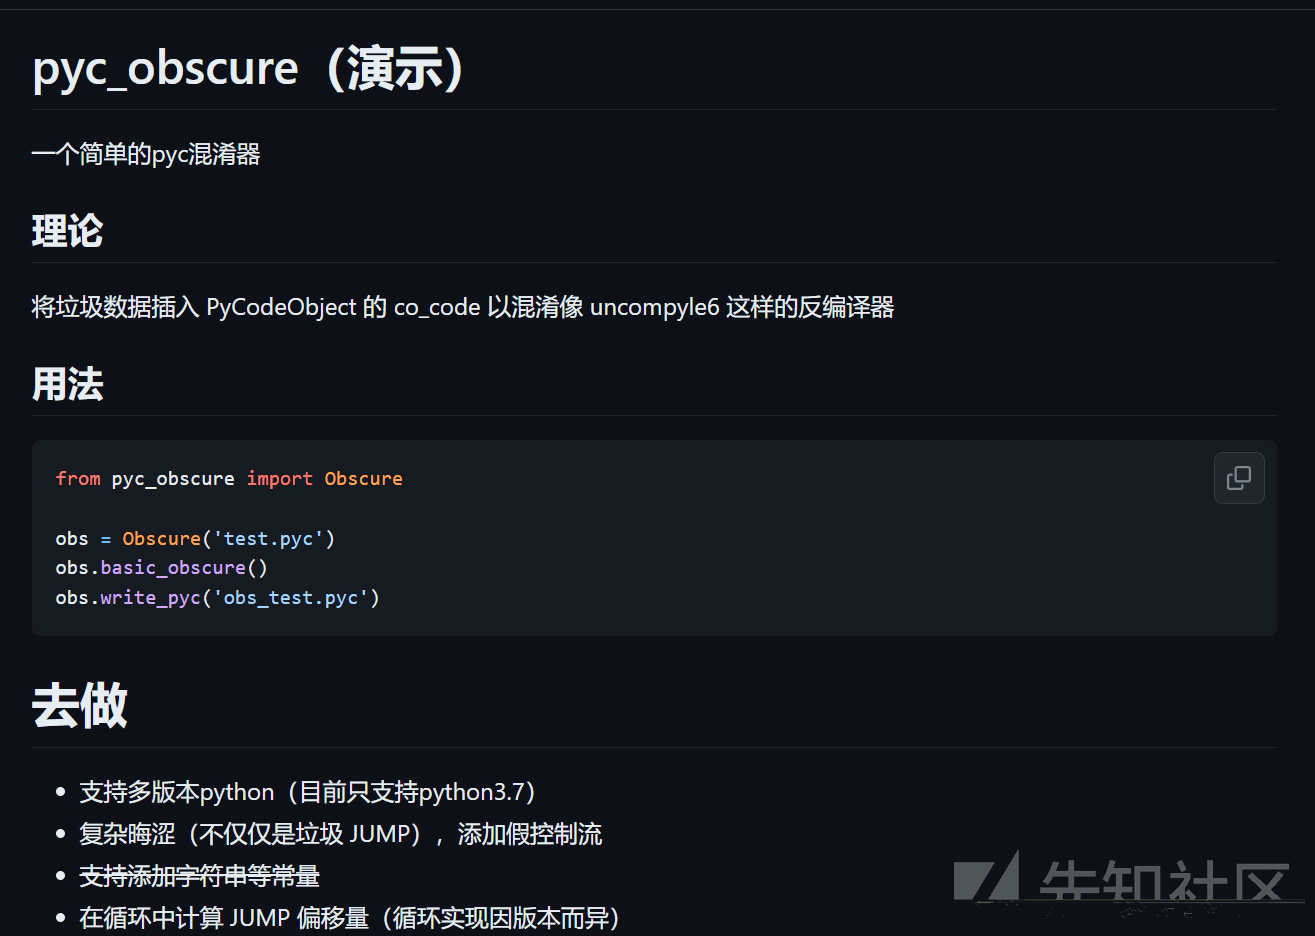 pyc_obscure（演示）
一个简单的pyc混淆器
理论
将垃圾数据插入 PyCodeObject 的 co_code 以混淆像 uncompyle6 这样的反编译器
用法
from pyc_obscure import Obscure
obs = Obscure('test.pyc')
obs.basic_obscure()
obs.write_pyc('obs_test.pyc')
去做
支持多版本python（目前只支持python3.7）
复杂晦涩（不仅仅是垃圾 JUMP），添加假控制流
支持添加字符串等常量
在循环中计算 JUMP 偏移量（循环实现因版本而异）
先知社区